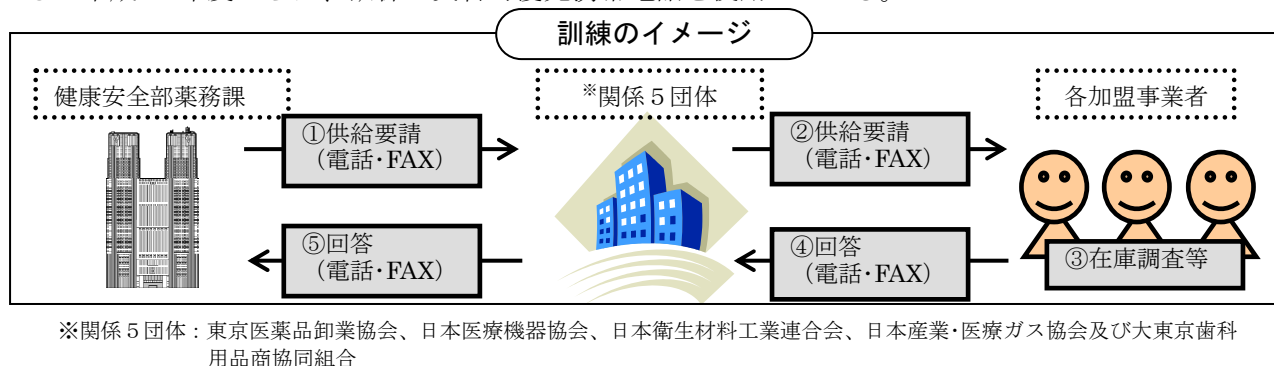 訓練のイメージ
健康安全部薬務課
※関係５団体
各加盟事業者
①供給要請
（電話・FAX）
②供給要請
（電話・FAX）
⑤回答
（電話・FAX）
④回答
（電話・FAX）
③在庫調査等
※関係５団体：東京医薬品卸業協会、日本医療機器協会、日本衛生材料工業連合会、日本産業・医療ガス協会及び大東京歯科
用品商協同組合